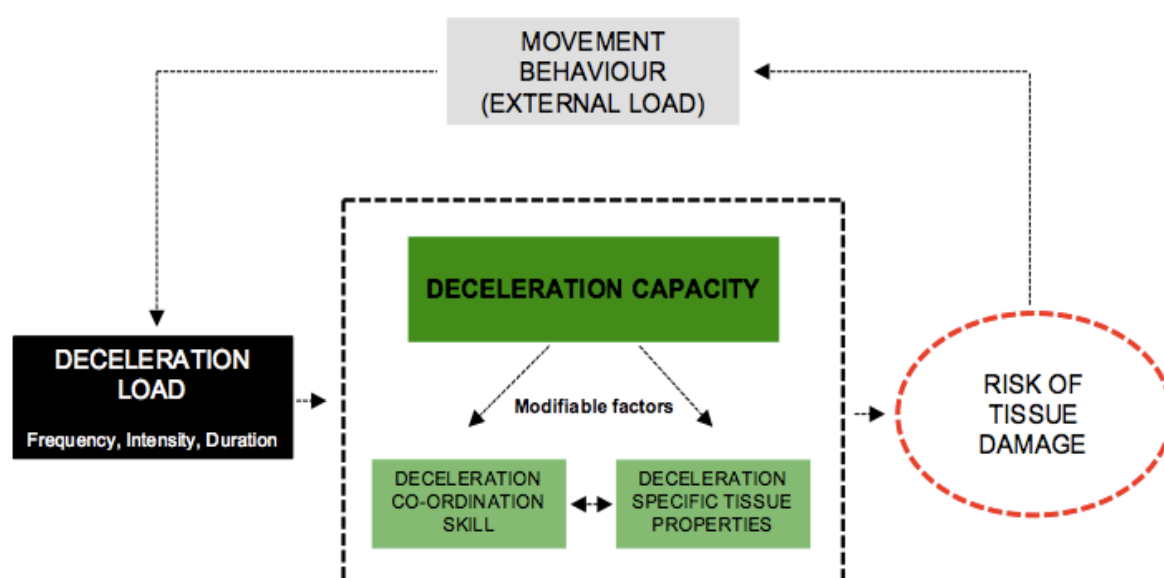 MOVEMENT
BEHAVIOUR
(EXTERNAL LOAD)
DECELERATION CAPACITY
DECELERATION
LOAD
Frequency, Intensity, Duration
Modifiable factors
RISK OF
TISSUE
DAMAGE
DECELERATION
CO-ORDINATION
SKILL
DECELERATION
SPECIFIC TISSUE
PROPERTIES